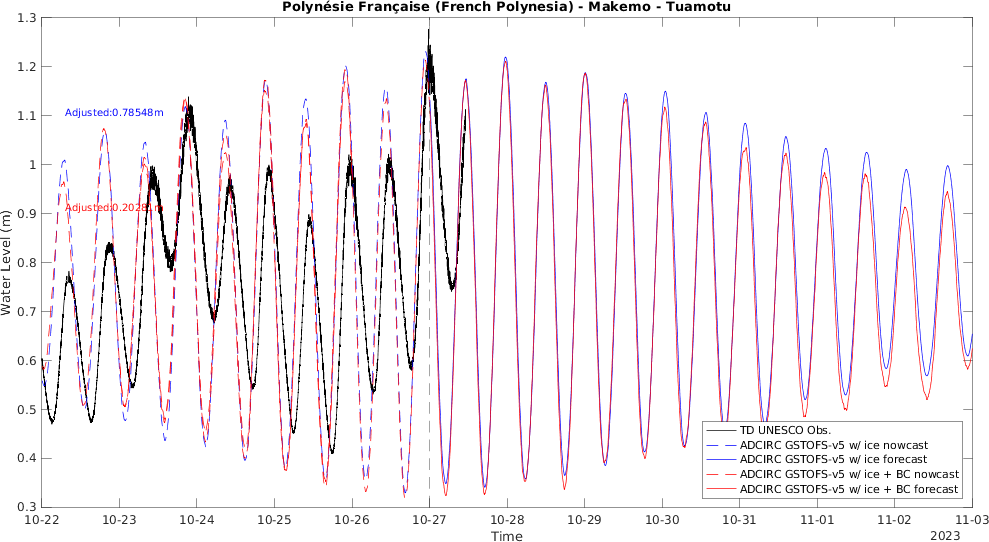 Polynésie Française (French Polynesia) - Makemo - Tuamotu
1.3
1.2
1.1
1
0.9
0.8
0.7
0.6
0.5
0.4
0.3
Water Level (m)
Adjusted:0.78548m
TD UNESCO Obs.
ADCIRC GSTOFS-v5 w/ ice nowcast
ADCIRC GSTOFS-v5 w/ ice forecast
ADCIRC GSTOFS-v5 w/ ice + BC nowcast
ADCIRC GSTOFS-v5 w/ ice + BC forecast
10-22 10-23 10-24 10-25 10-26 10-27 10-28 10-29 10-30 10-31 11-01 11-02 11-03
Time
2023